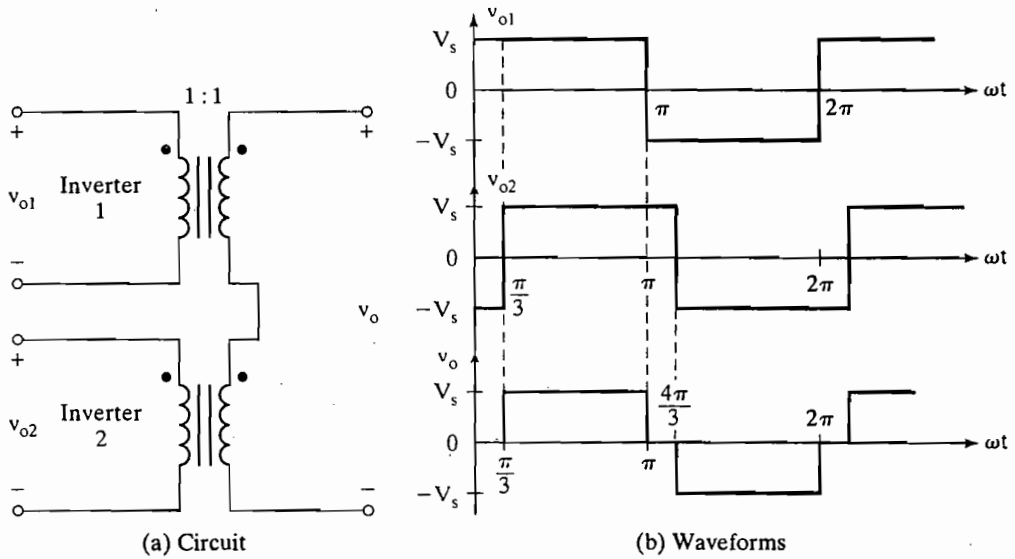 1 : 1
+
+
v_o1
Inverter
1
−
+
v_o
v_o2
Inverter
2
−
−
(a) Circuit
v_o1
V_s
0
π
2π
ωt
−V_s
v_o2
V_s
0
π/3
π
2π
ωt
−V_s
v_o
V_s
4π/3
2π
0
π/3
π
ωt
−V_s
(b) Waveforms